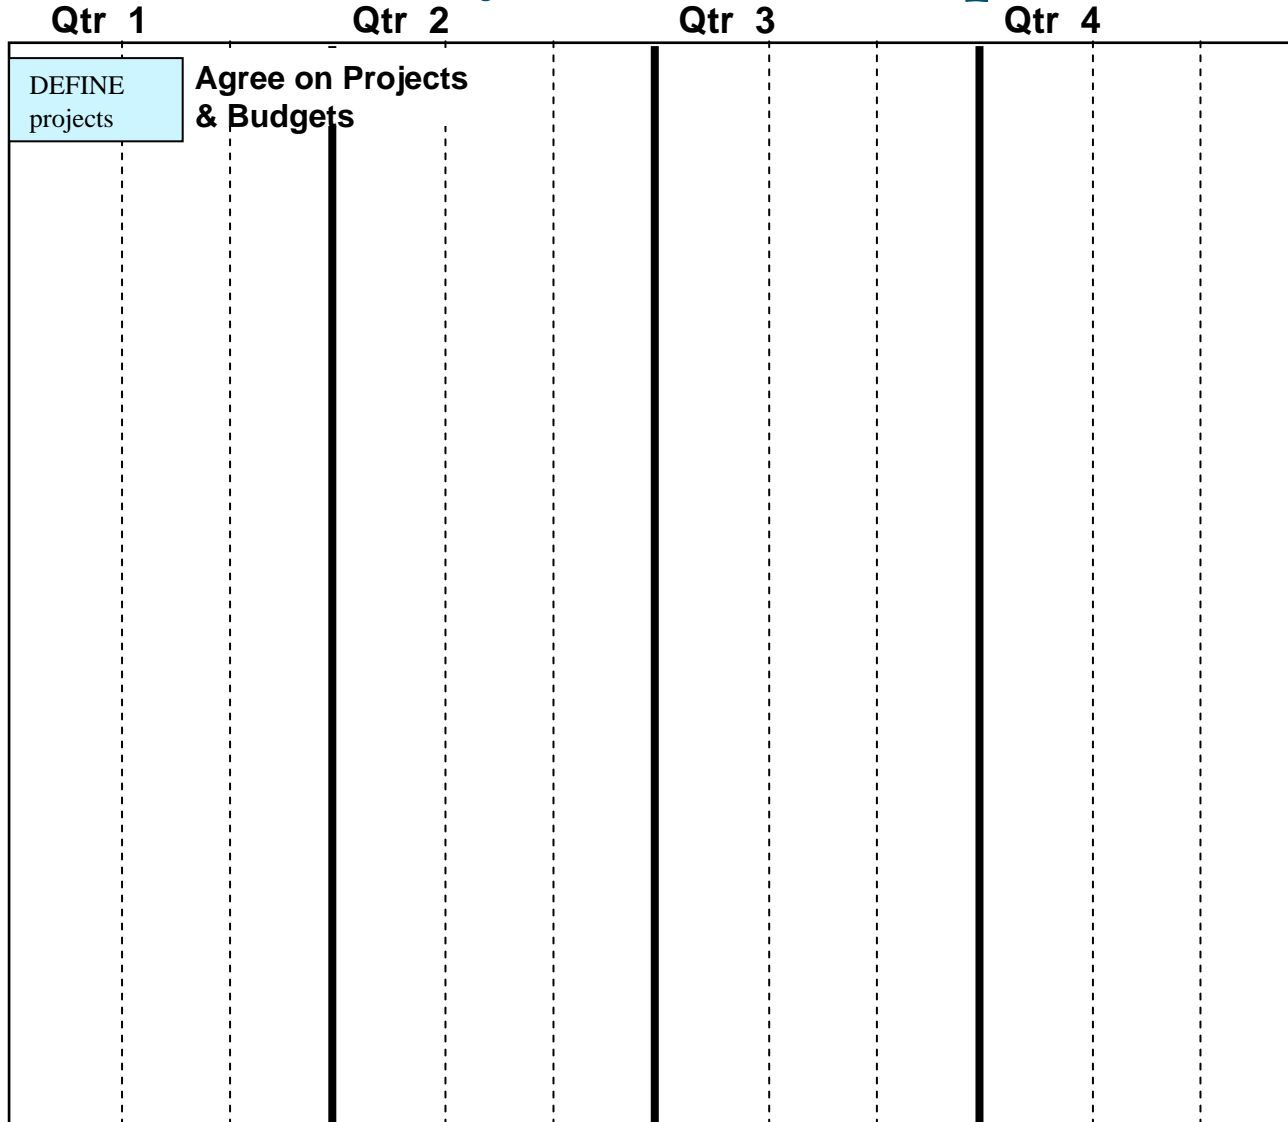 Qtr 1 Qtr 2 Qtr 3 Qtr 4
DEFINE
projects
Agree on Projects
& Budgets